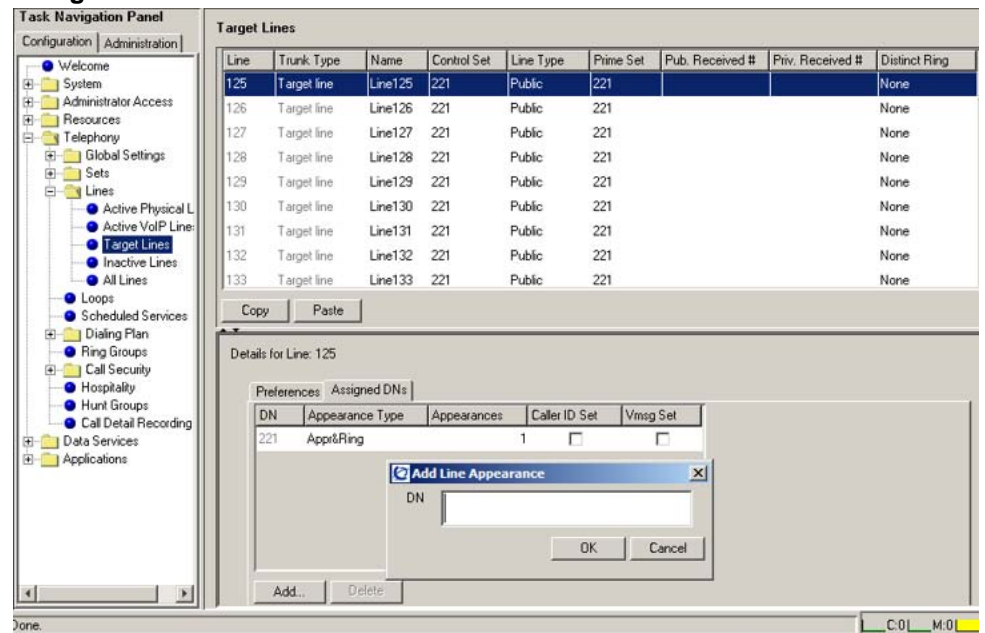 Task Navigation Panel
Configuration Administration
Welcome
System
Administrator Access
Resources
Telephony
Global Settings
Sets
Lines
Active Physical L
Active VoIP Line
Target Lines
Inactive Lines
All Lines
Loops
Scheduled Services
Dialing Plan
Ring Groups
Call Security
Hospitality
Hunt Groups
Call Detail Recording
Data Services
Applications
Target Lines
Line Trunk Type Name Control Set Line Type Prime Set Pub. Received # Priv. Received # Distinct Ring
125 Target line Line125 221 Public 221 None
126 Target line Line126 221 Public 221 None
127 Target line Line127 221 Public 221 None
128 Target line Line128 221 Public 221 None
129 Target line Line129 221 Public 221 None
130 Target line Line130 221 Public 221 None
131 Target line Line131 221 Public 221 None
132 Target line Line132 221 Public 221 None
133 Target line Line133 221 Public 221 None
Copy Paste
Details for Line: 125
Preferences Assigned DNs
DN Appearance Type Appearances Caller ID Set Vmsg Set
221 Appr&Ring 1
Add Line Appearance
DN
OK Cancel
Add... Delete
Done.
C:0 M:0